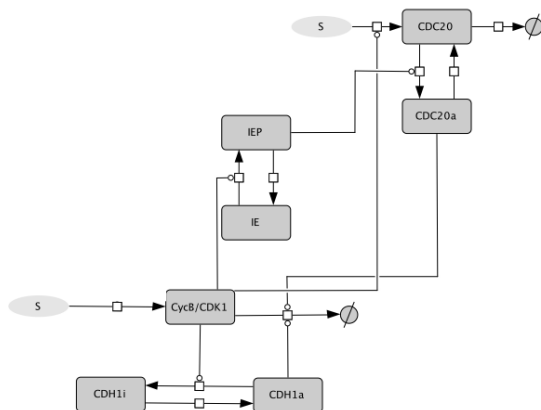 S
CDC20
CDC20a
IEP
IE
S
CycB/CDK1
CDH1i
CDH1a